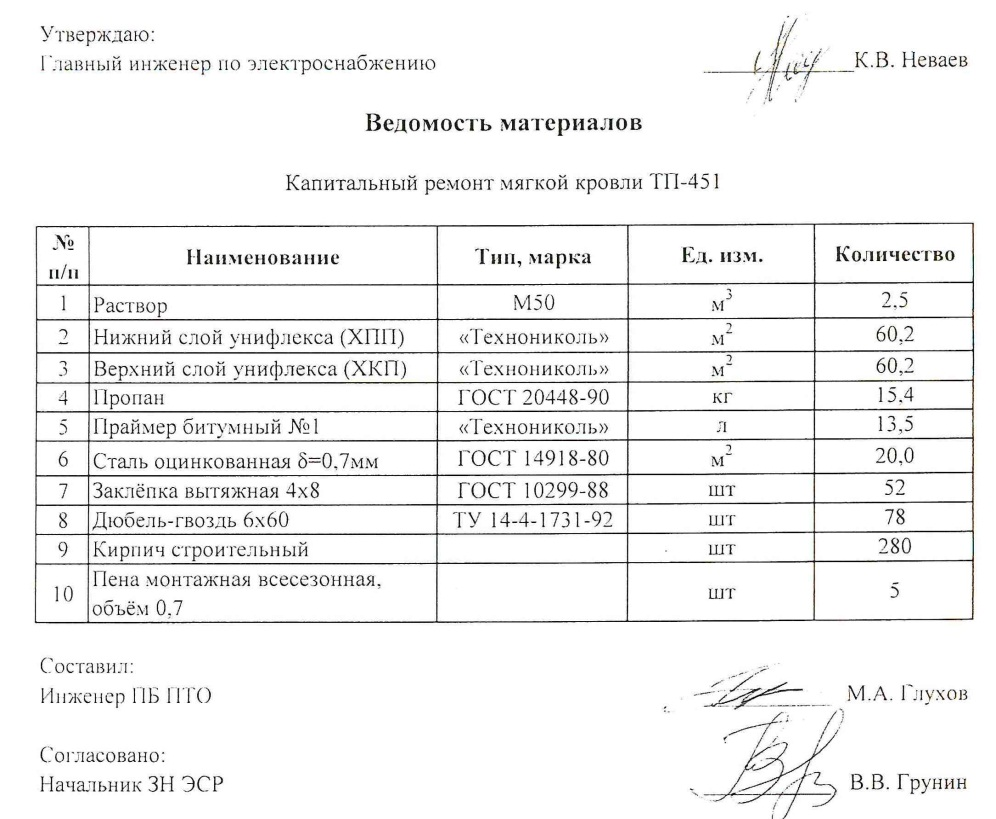 Утверждаю:
Главный инженер по электроснабжению К.В. Неваев
Ведомость материалов
Капитальный ремонт мягкой кровли ТП-451
№ п/п Наименование Тип, марка Ед. изм. Количество
1 Раствор М50 м³ 2,5
2 Нижний слой унифлекса (ХПП) «Технониколь» м² 60,2
3 Верхний слой унифлекса (ХКП) «Технониколь» м² 60,2
4 Пропан ГОСТ 20448-90 кг 15,4
5 Праймер битумный №1 «Технониколь» л 13,5
6 Сталь оцинкованная δ=0,7мм ГОСТ 14918-80 м² 20,0
7 Заклёпка вытяжная 4х8 ГОСТ 10299-88 шт 52
8 Дюбель-гвоздь 6х60 ТУ 14-4-1731-92 шт 78
9 Кирпич строительный шт 280
10 Пена монтажная всесезонная,
объём 0,7 шт 5
Составил:
Инженер ПБ ПТО М.А. Глухов
Согласовано:
Начальник ЗН ЭСР В.В. Грунин